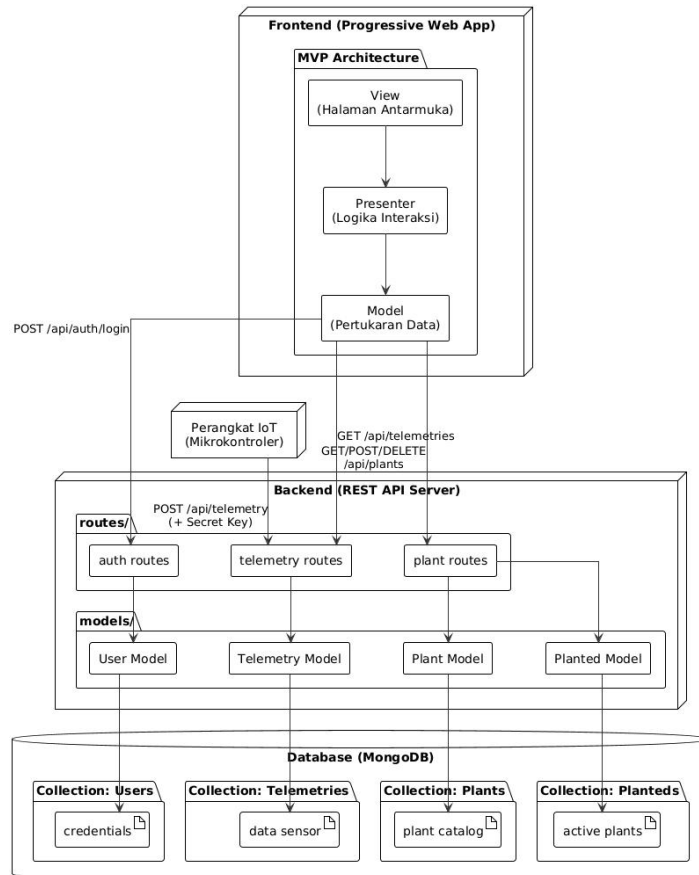 Frontend (Progressive Web App)
MVP Architecture
View
(Halaman Antarmuka)
Presenter
(Logika Interaksi)
Model
(Pertukaran Data)
POST /api/auth/login
Perangkat IoT
(Mikrokontroler)
GET /api/telemetries
GET/POST/DELETE
/api/plants
Backend (REST API Server)
POST /api/telemetry
(+ Secret Key)
routes/
auth routes
telemetry routes
plant routes
models/
User Model
Telemetry Model
Plant Model
Planted Model
Database (MongoDB)
Collection: Users
Collection: Telemetries
Collection: Plants
Collection: Planteds
credentials
data sensor
plant catalog
active plants